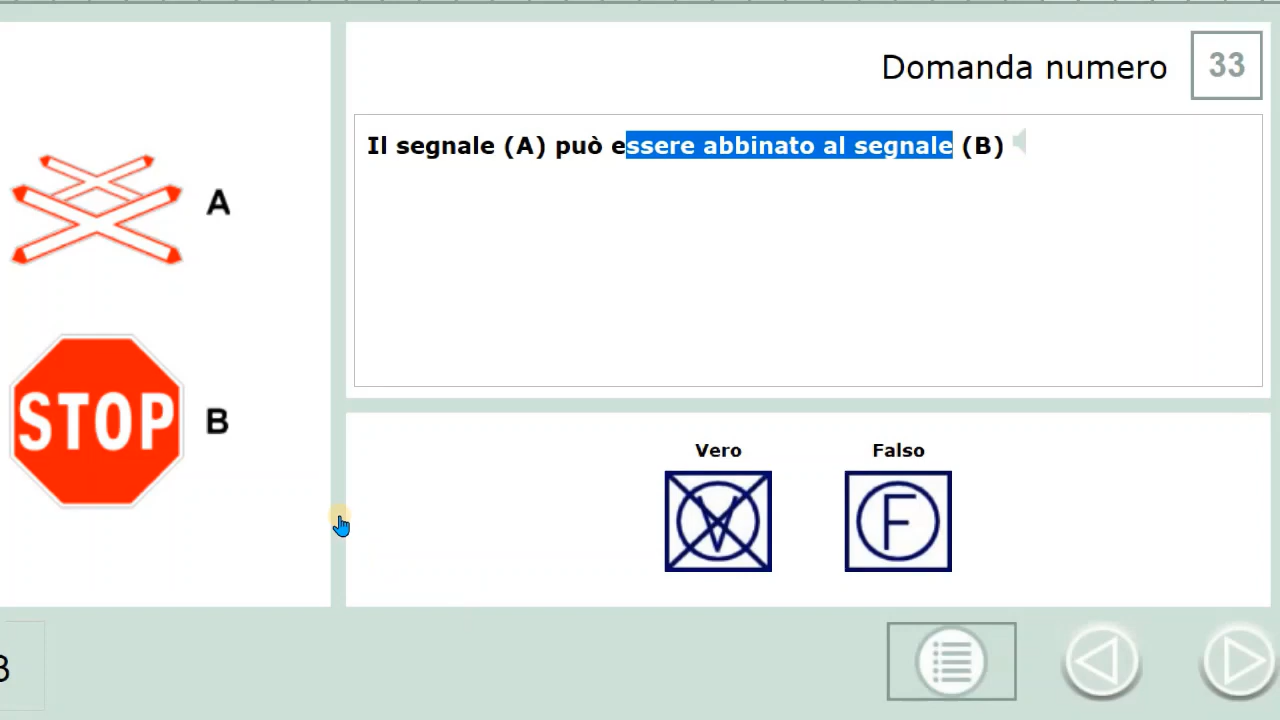 Domanda numero 33
Il segnale (A) può essere abbinato al segnale (B)
A
STOP
B
Vero
Falso
V
F